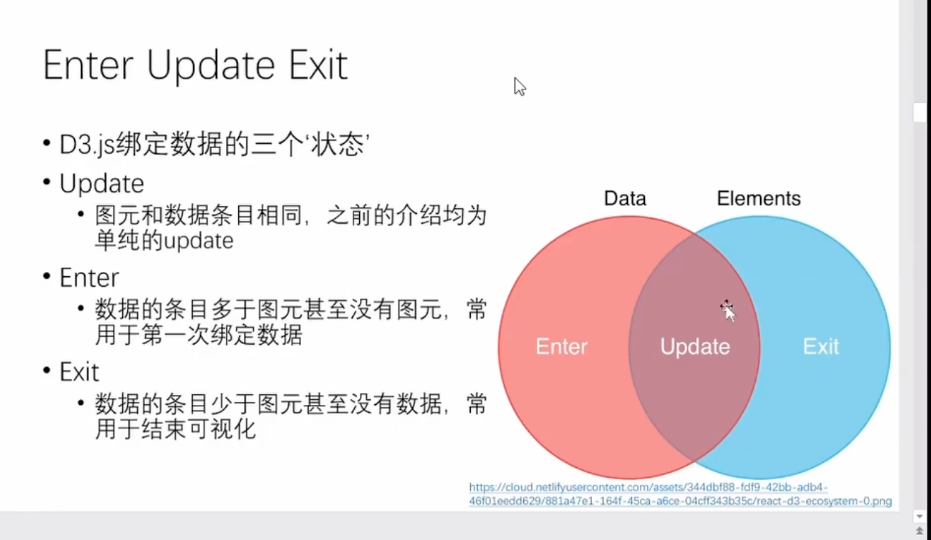 Enter Update Exit
• D3.js绑定数据的三个‘状态’
• Update
• 图元和数据条目相同，之前的介绍均为
单纯的update
• Enter
• 数据的条目多于图元甚至没有图元，常
用于第一次绑定数据
• Exit
• 数据的条目少于图元甚至没有数据，常
用于结束可视化
Data Elements
Enter Update Exit
https://cloud.netlifyusercontent.com/assets/344dbf88-fdf9-42bb-adb4-
46f01eedd629/881a47e1-164f-45ca-a6ce-04cff343b35c/react-d3-ecosystem-0.png